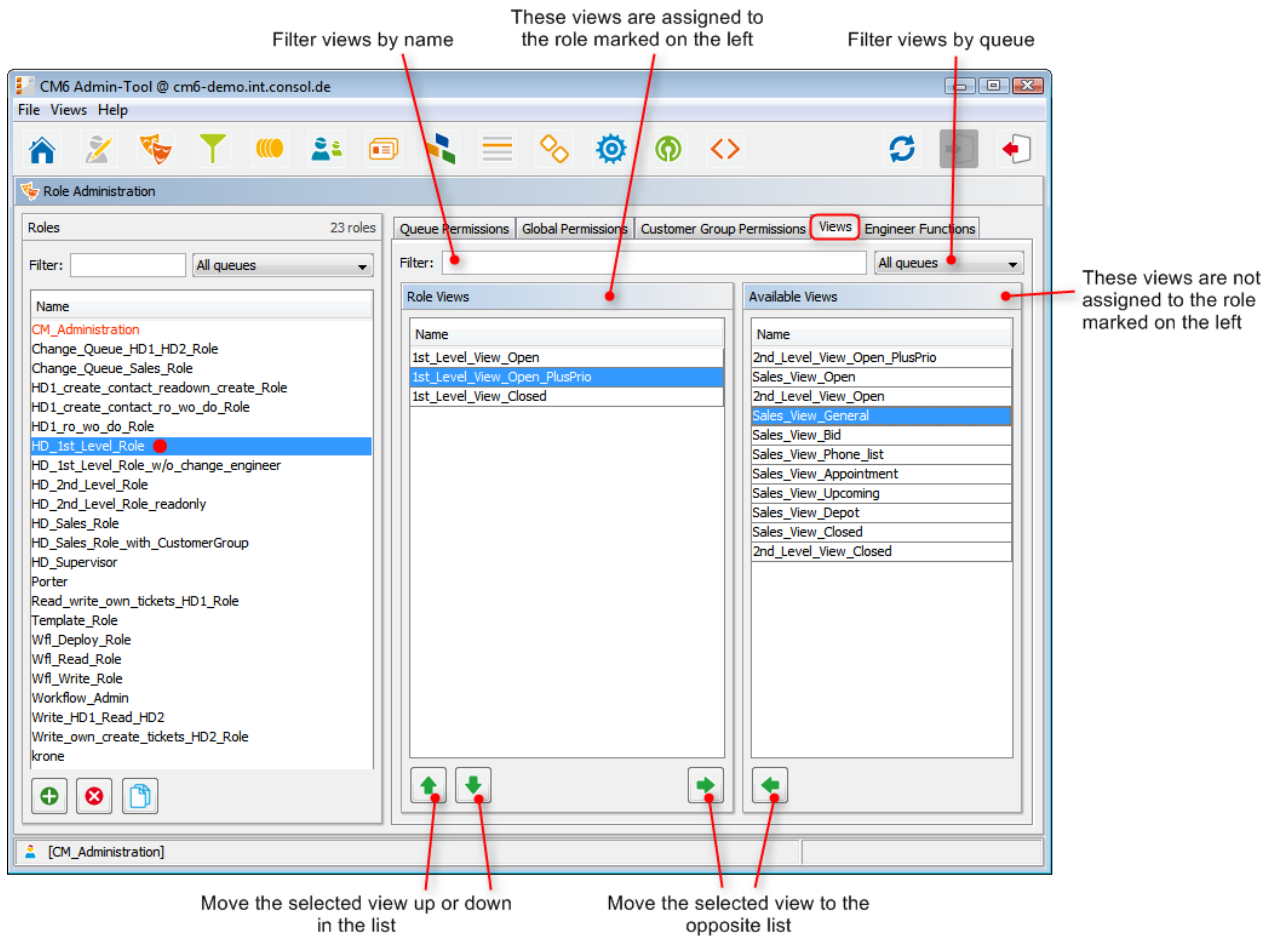 These views are assigned to
the role marked on the left
Filter views by name
Filter views by queue
CM6 Admin-Tool @ cm6-demo.int.consol.de
File Views Help
Role Administration
Roles 23 roles
Filter: All queues
Name
CM_Administration
Change_Queue_HD1_HD2_Role
Change_Queue_Sales_Role
HD1_create_contact_readown_create_Role
HD1_create_contact_ro_wo_do_Role
HD1_ro_wo_do_Role
HD_1st_Level_Role
HD_1st_Level_Role_w/o_change_engineer
HD_2nd_Level_Role
HD_2nd_Level_Role_readonly
HD_Sales_Role
HD_Sales_Role_with_CustomerGroup
HD_Supervisor
Porter
Read_write_own_tickets_HD1_Role
Template_Role
Wfl_Deploy_Role
Wfl_Read_Role
Wfl_Write_Role
Workflow_Admin
Write_HD1_Read_HD2
Write_own_create_tickets_HD2_Role
krone
Queue Permissions Global Permissions Customer Group Permissions Views Engineer Functions
Filter: All queues
Role Views
Name
1st_Level_View_Open
1st_Level_View_Open_PlusPrio
1st_Level_View_Closed
Available Views
Name
2nd_Level_View_Open_PlusPrio
Sales_View_Open
2nd_Level_View_Open
Sales_View_General
Sales_View_Bid
Sales_View_Phone_list
Sales_View_Appointment
Sales_View_Upcoming
Sales_View_Depot
Sales_View_Closed
2nd_Level_View_Closed
These views are not
assigned to the role
marked on the left
[CM_Administration]
Move the selected view up or down
in the list
Move the selected view to the
opposite list